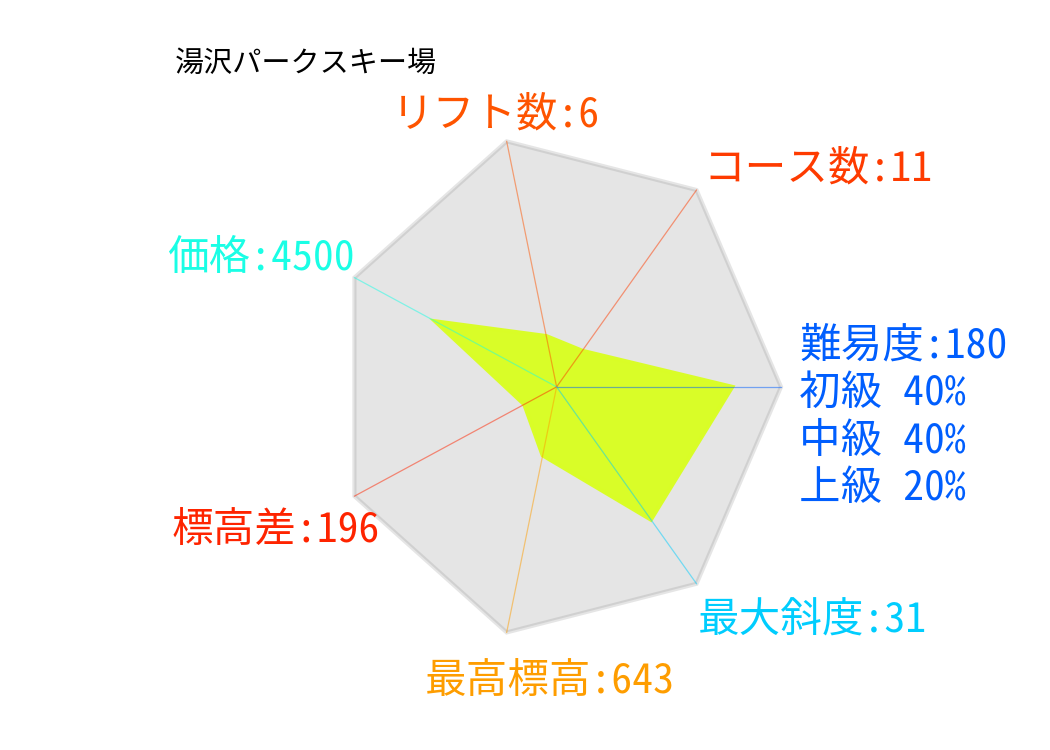 湯沢パークスキー場
リフト数:6
コース数:11
価格:4500
難易度:180
初級 40%
中級 40%
上級 20%
標高差:196
最大斜度:31
最高標高:643